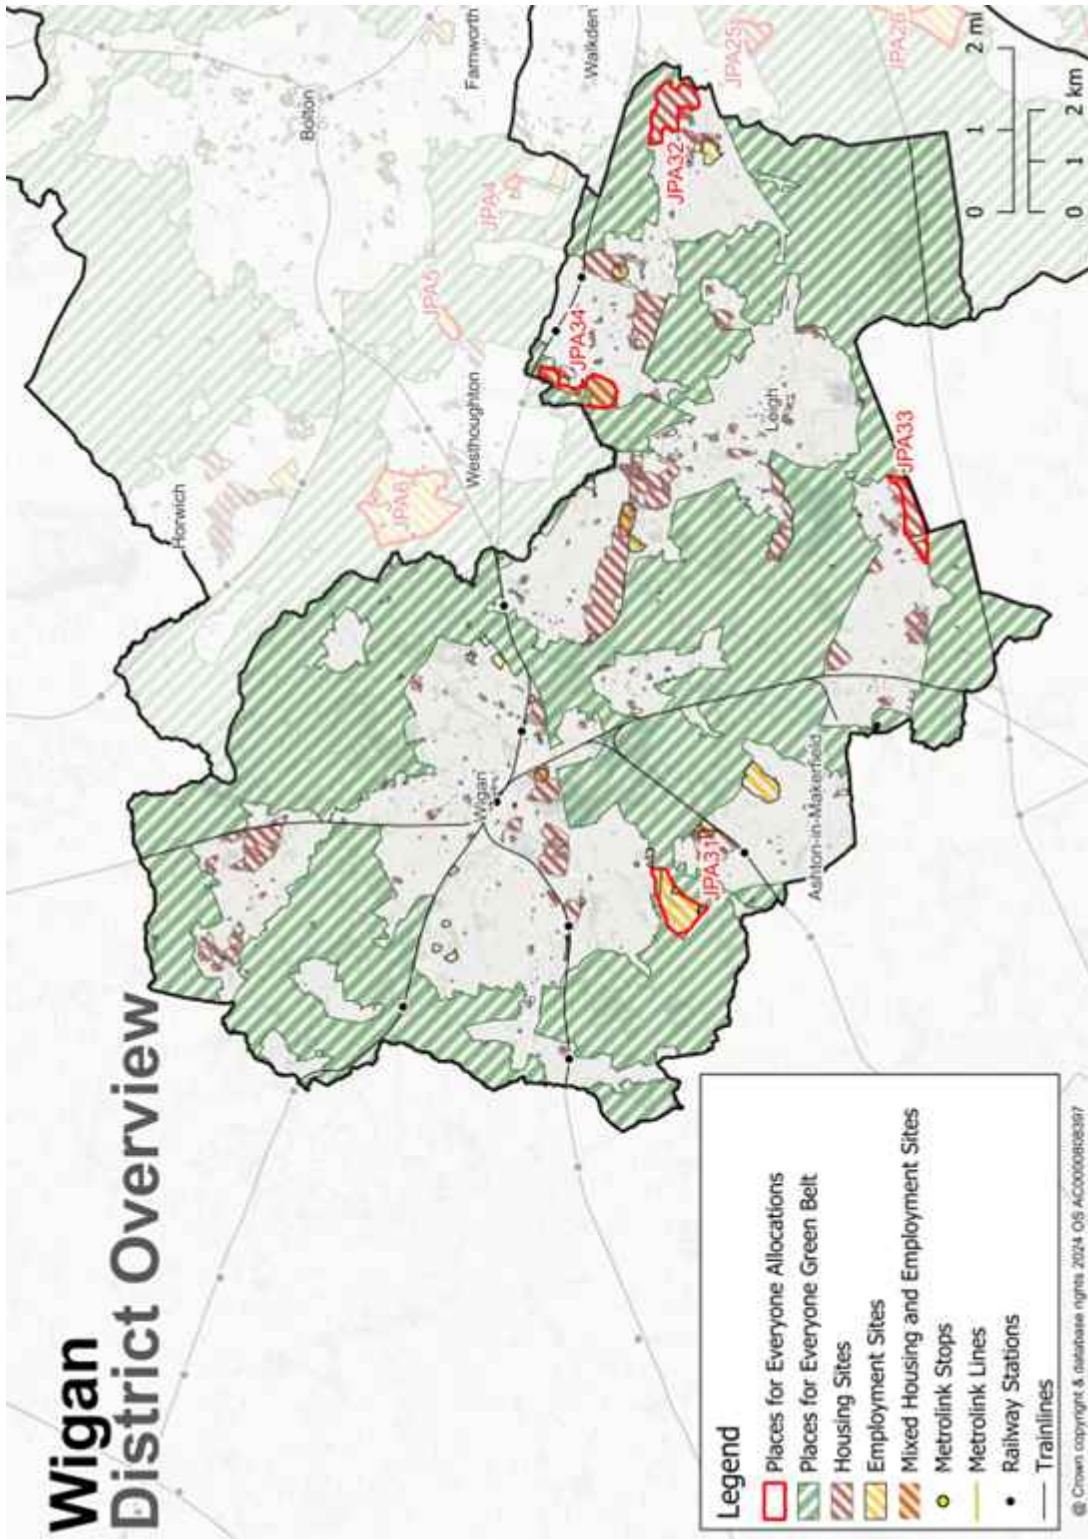 Wigan
District Overview
Horwich
Bolton
Farnworth
Walkden
Westhoughton
JPA6
JPA5
JPA4
JPA25
JPA26
JPA34
JPA32
Wigan
Leigh
JPA31
JPA33
Ashton-in-Makerfield
Legend
Places for Everyone Allocations
Places for Everyone Green Belt
Housing Sites
Employment Sites
Mixed Housing and Employment Sites
Metrolink Stops
Metrolink Lines
Railway Stations
Trainlines
0 1 2 mi
0 1 2 km
@ Crown copyright & database rights 2024 OS AC0000808397